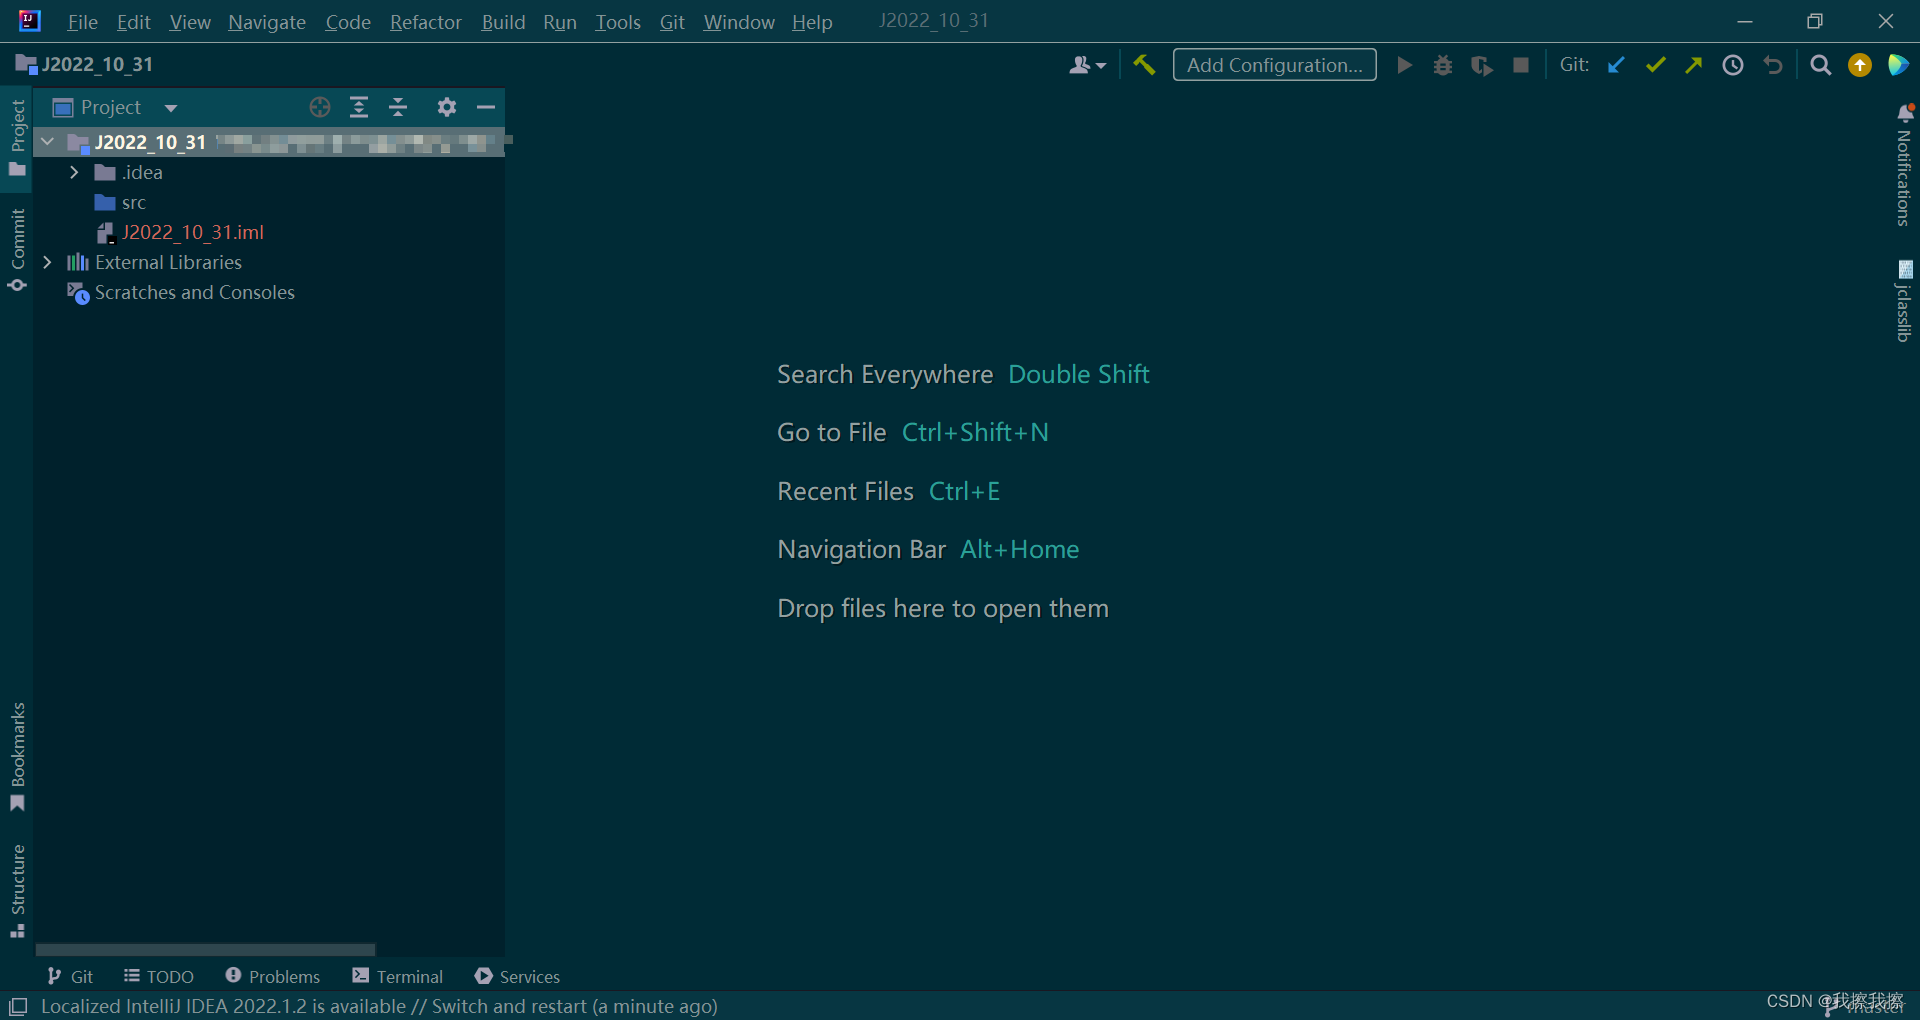 File Edit View Navigate Code Refactor Build Run Tools Git Window Help J2022_10_31
J2022_10_31 Add Configuration... Git:
Project
Project
J2022_10_31
.idea
src
J2022_10_31.iml
External Libraries
Scratches and Consoles
Commit
Bookmarks
Structure
Search Everywhere Double Shift
Go to File Ctrl+Shift+N
Recent Files Ctrl+E
Navigation Bar Alt+Home
Drop files here to open them
Notifications
jclasslib
Git TODO Problems Terminal Services
Localized IntelliJ IDEA 2022.1.2 is available // Switch and restart (a minute ago)
master
CSDN @我擦我擦